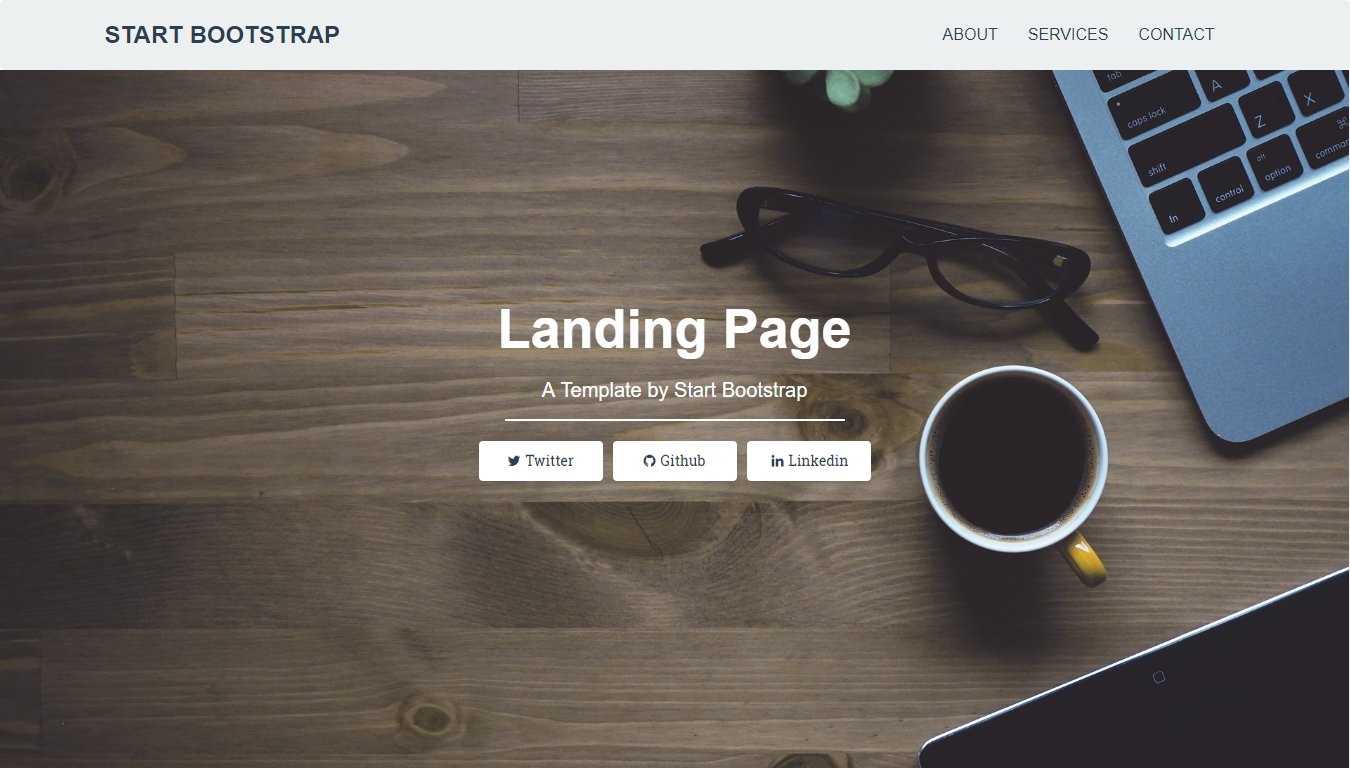 START BOOTSTRAP
ABOUT SERVICES CONTACT
tab
A
caps lock
Z
X
⌘
shift
alt
option
command
fn
control
Landing Page
A Template by Start Bootstrap
Twitter Github Linkedin